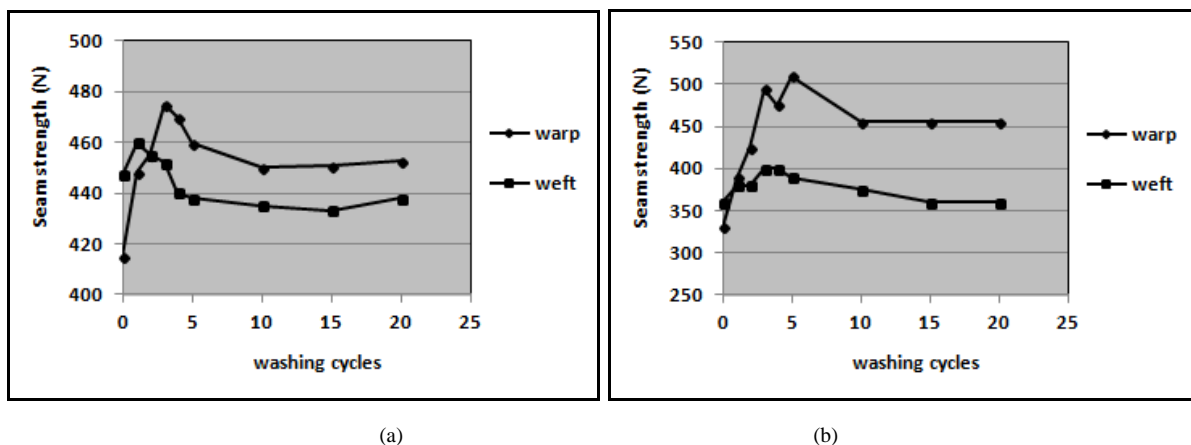 500
480
460
440
420
400
Seam strength (N)
0 5 10 15 20 25
washing cycles
warp
weft
(a)
550
500
450
400
350
300
250
Seam strength (N)
0 5 10 15 20 25
washing cycles
warp
weft
(b)